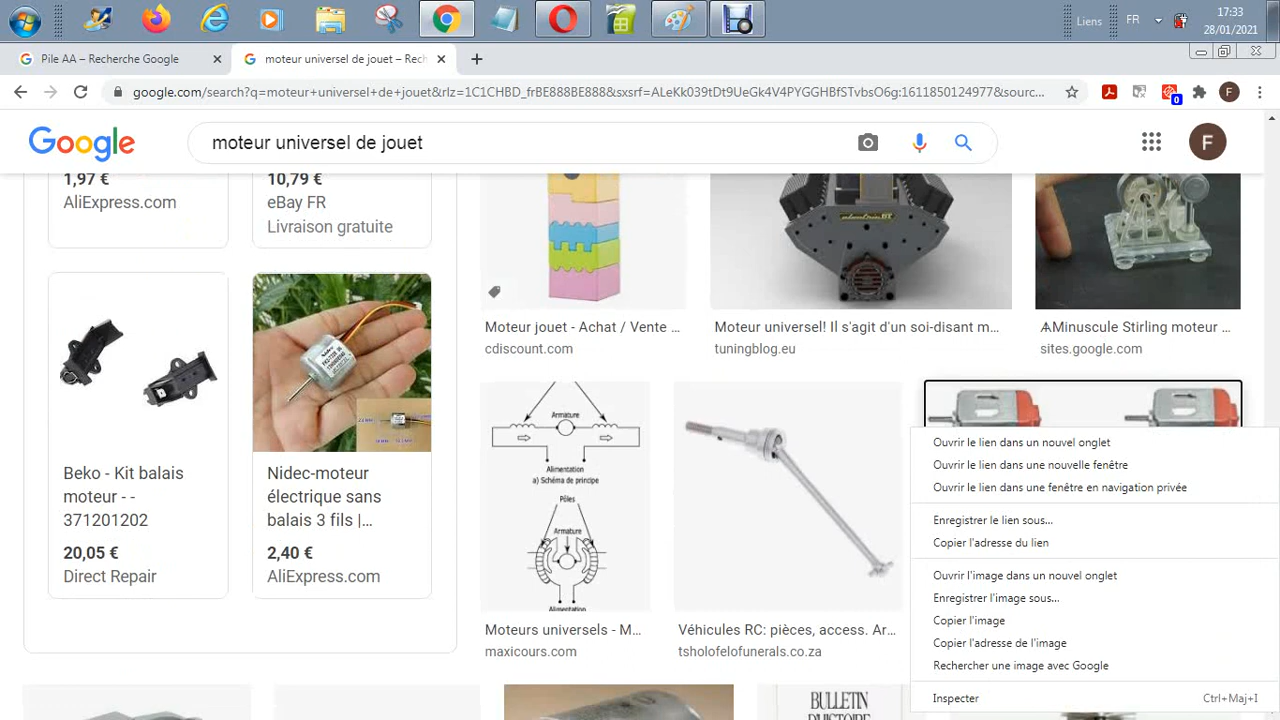 Liens
FR
17:33
28/01/2021
Pile AA – Recherche Google
moteur universel de jouet – Rech
google.com/search?q=moteur+universel+de+jouet&rlz=1C1CHBD_frBE888BE888&sxsrf=ALeKk039tDt9UeGk4V4PYGGHBfSTvbsO6g:1611850124977&sourc...
0
F
Google
moteur universel de jouet
F
1,97 €
AliExpress.com
10,79 €
eBay FR
Livraison gratuite
Beko - Kit balais
moteur - -
371201202
20,05 €
Direct Repair
Nidec-moteur
électrique sans
balais 3 fils |...
2,40 €
AliExpress.com
Moteur jouet - Achat / Vente ...
cdiscount.com
Moteur universel! Il s'agit d'un soi-disant m...
tuningblog.eu
ѦMinuscule Stirling moteur ...
sites.google.com
Armature
Alimentation
a) Schéma de principe
Pôles
Armature
Alimentation
Moteurs universels - M...
maxicours.com
Véhicules RC: pièces, access. Ar...
tsholofelofunerals.co.za
Ouvrir le lien dans un nouvel onglet
Ouvrir le lien dans une nouvelle fenêtre
Ouvrir le lien dans une fenêtre en navigation privée
Enregistrer le lien sous...
Copier l'adresse du lien
Ouvrir l'image dans un nouvel onglet
Enregistrer l'image sous...
Copier l'image
Copier l'adresse de l'image
Rechercher une image avec Google
Inspecter
Ctrl+Maj+I
BULLETIN